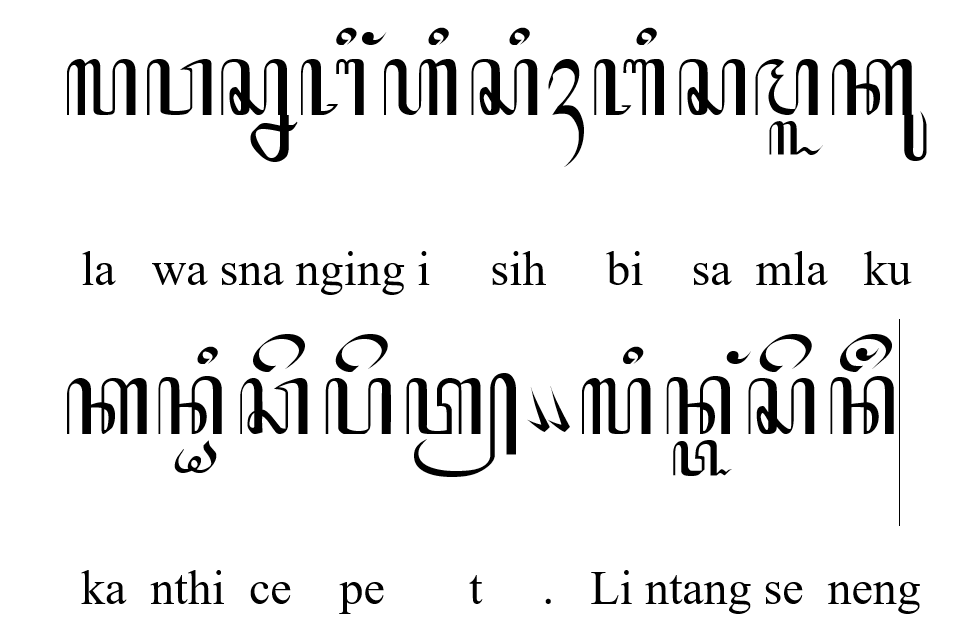 ꦭꦮꦱ꧀ꦤꦔꦶꦁꦲꦶꦱꦶꦃꦧꦶꦱꦩ꧀ꦭꦏꦸ
la wa sna nging i sih bi sa mla ku
ꦏꦤ꧀ꦛꦶꦕꦼꦥꦼꦠ꧀꧉ꦭꦶꦤ꧀ꦠꦁꦱꦼꦤꦼꦁ
ka nthi ce pe t . Li ntang se neng